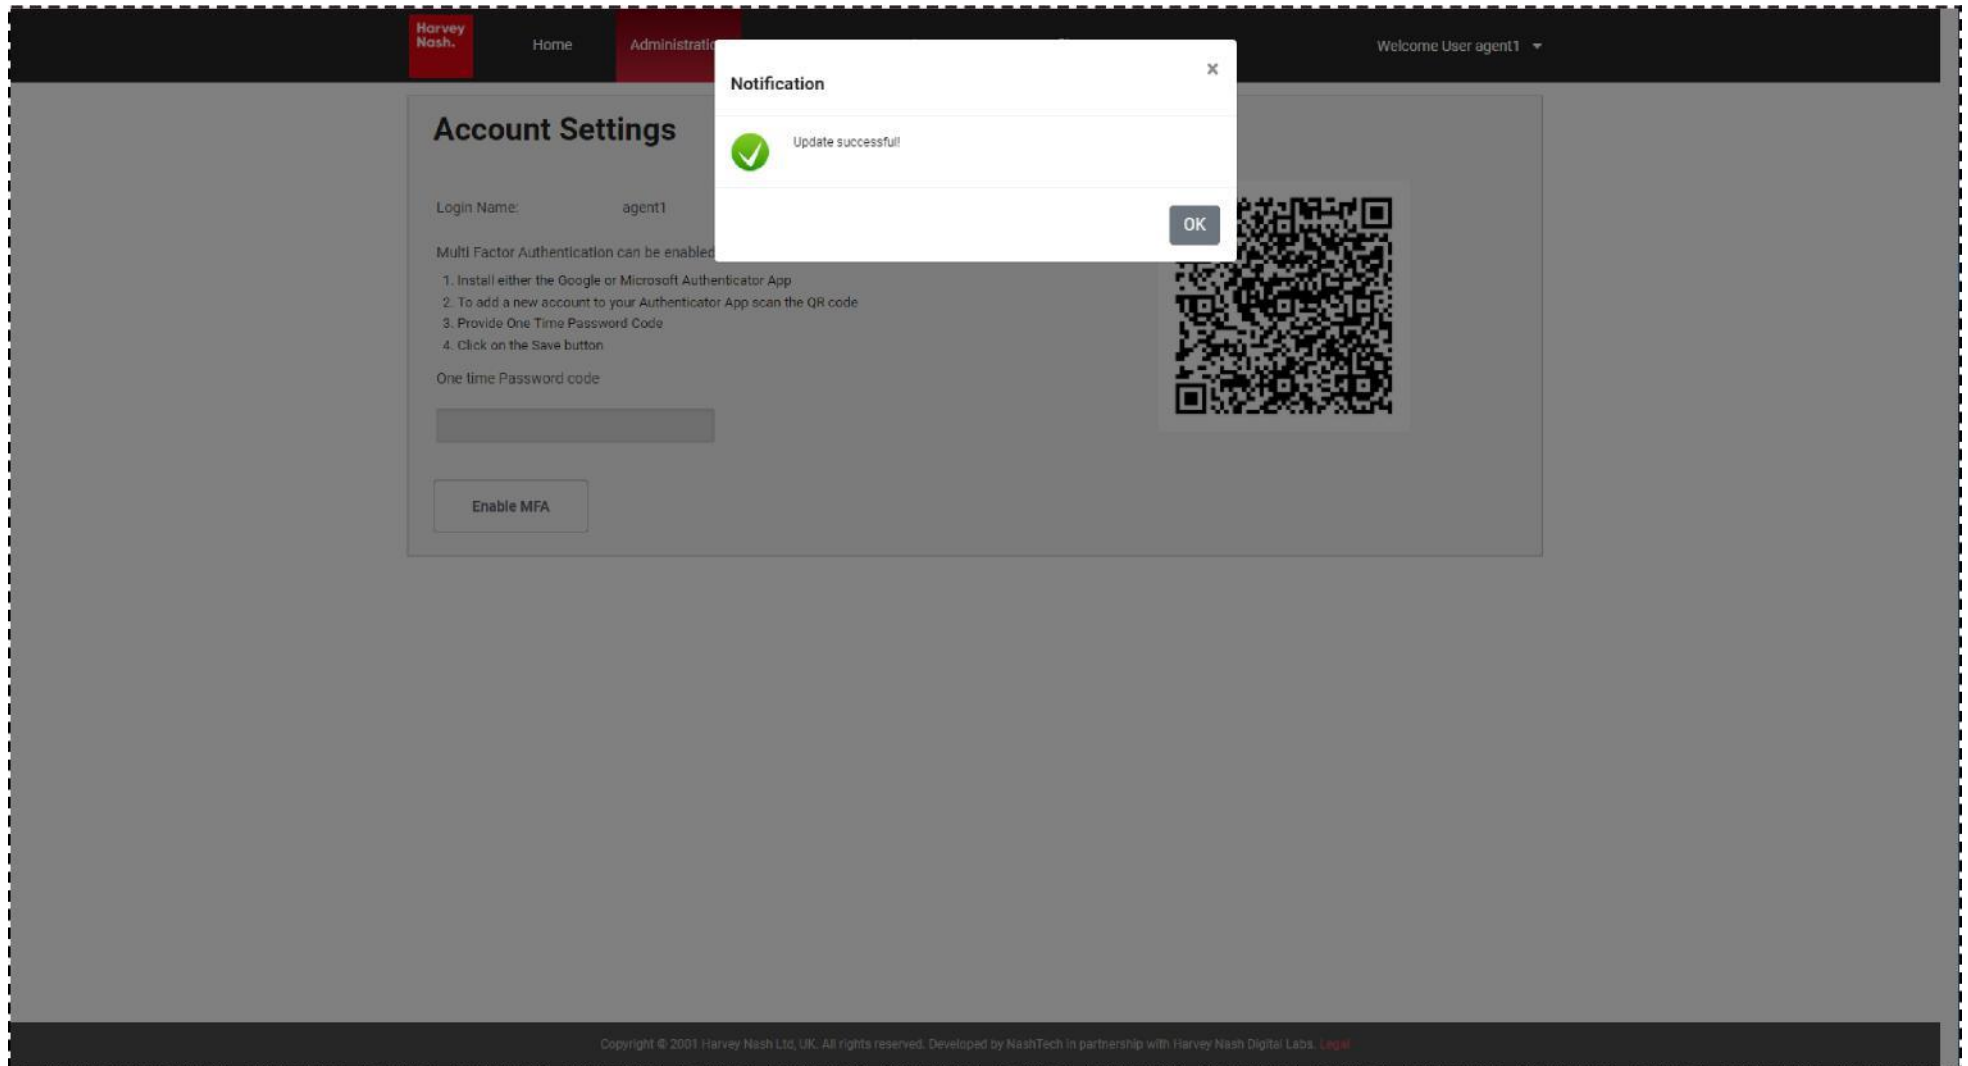 Harvey
Nash.
Home
Welcome User agent1
Notification
×
Update successful!
OK
Account Settings
Login Name: agent1
Multi Factor Authentication can be enabled
1. Install either the Google or Microsoft Authenticator App
2. To add a new account to your Authenticator App scan the QR code
3. Provide One Time Password Code
4. Click on the Save button
One time Password code
Enable MFA
Copyright © 2001 Harvey Nash Ltd, UK. All rights reserved. Developed by NashTech in partnership with Harvey Nash Digital Labs. Legal